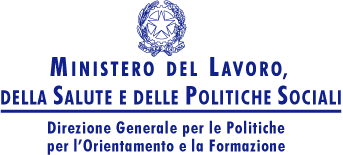 MINISTERO DEL LAVORO,
DELLA SALUTE E DELLE POLITICHE SOCIALI
Direzione Generale per le Politiche
per l'Orientamento e la Formazione